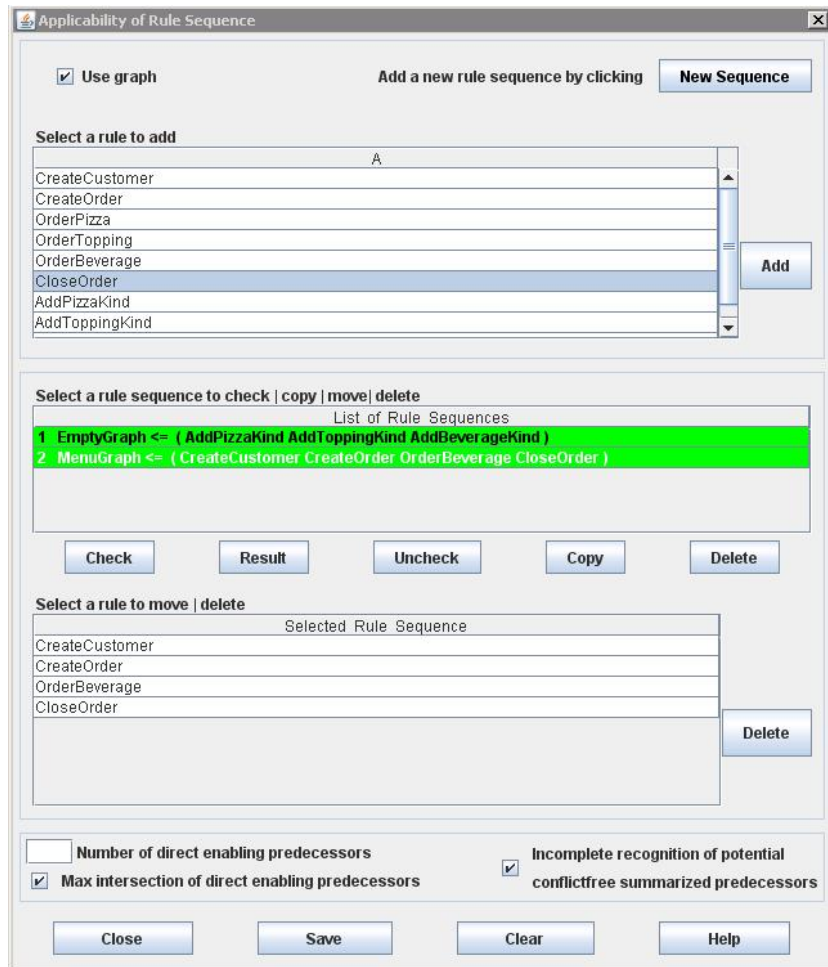 Applicability of Rule Sequence
Use graph
Add a new rule sequence by clicking
New Sequence
Select a rule to add
A
CreateCustomer
CreateOrder
OrderPizza
OrderTopping
OrderBeverage
CloseOrder
AddPizzaKind
AddToppingKind
Add
Select a rule sequence to check | copy | move| delete
List of Rule Sequences
1 EmptyGraph <= ( AddPizzaKind AddToppingKind AddBeverageKind )
2 MenuGraph <= ( CreateCustomer CreateOrder OrderBeverage CloseOrder )
Check Result Uncheck Copy Delete
Select a rule to move | delete
Selected Rule Sequence
CreateCustomer
CreateOrder
OrderBeverage
CloseOrder
Delete
Number of direct enabling predecessors
Max intersection of direct enabling predecessors
Incomplete recognition of potential
conflictfree summarized predecessors
Close Save Clear Help